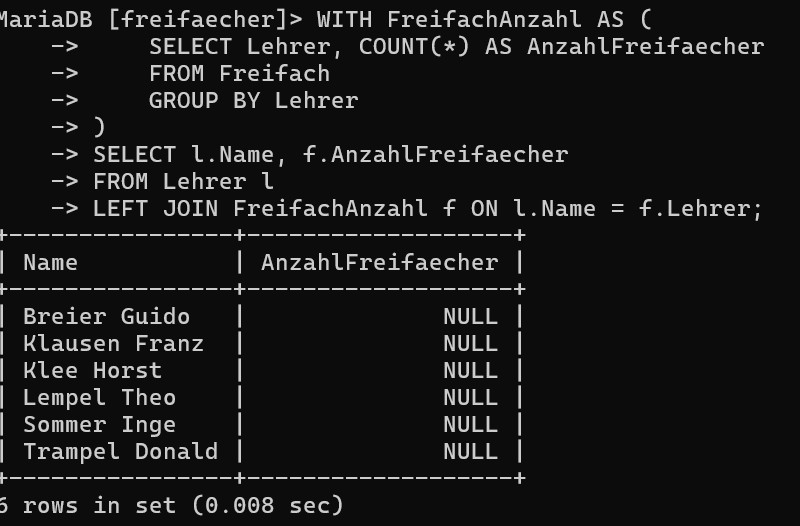 MariaDB [freifaecher]> WITH FreifachAnzahl AS (
    ->     SELECT Lehrer, COUNT(*) AS AnzahlFreifaecher
    ->     FROM Freifach
    ->     GROUP BY Lehrer
    -> )
    -> SELECT l.Name, f.AnzahlFreifaecher
    -> FROM Lehrer l
    -> LEFT JOIN FreifachAnzahl f ON l.Name = f.Lehrer;
+----------------+--------------------+
| Name           | AnzahlFreifaecher |
+----------------+--------------------+
| Breier Guido   |              NULL |
| Klausen Franz  |              NULL |
| Klee Horst     |              NULL |
| Lempel Theo    |              NULL |
| Sommer Inge    |              NULL |
| Trampel Donald |              NULL |
+----------------+--------------------+
6 rows in set (0.008 sec)